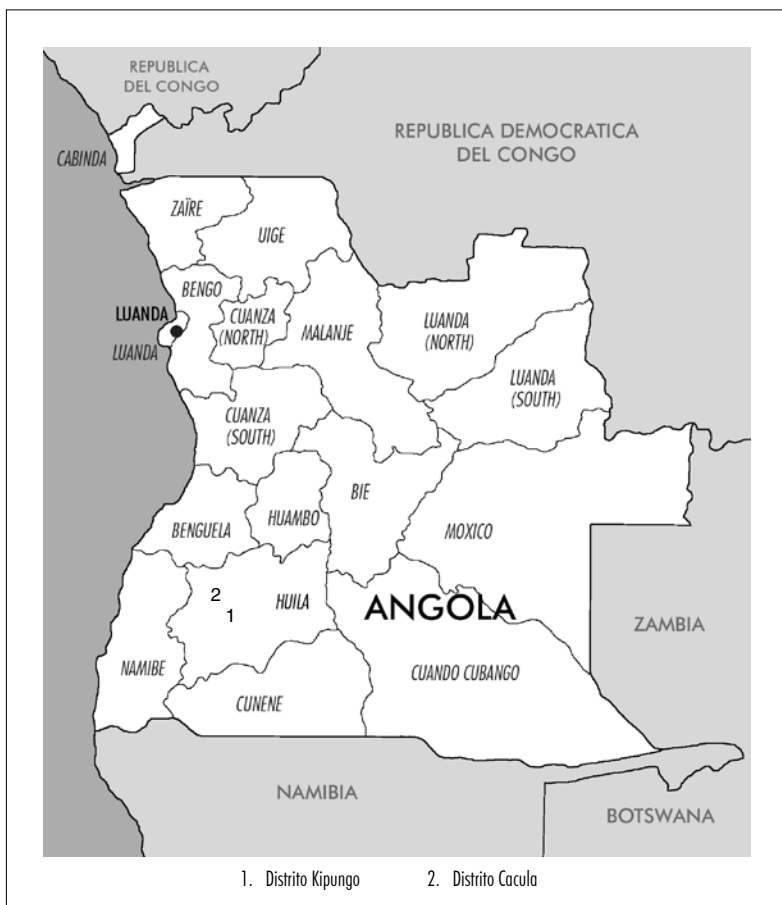 REPUBLICA
DEL CONGO
REPUBLICA DEMOCRATICA
DEL CONGO
CABINDA
ZAÏRE
UIGE
BENGO
LUANDA
LUANDA
CUANZA
(NORTH)
MALANJE
LUANDA
(NORTH)
LUANDA
(SOUTH)
CUANZA
(SOUTH)
BIE
BENGUELA
HUAMBO
MOXICO
2
1
HUILA
ANGOLA
ZAMBIA
NAMIBE
CUANDO CUBANGO
CUNENE
NAMIBIA
BOTSWANA
1. Distrito Kipungo 2. Distrito Cacula